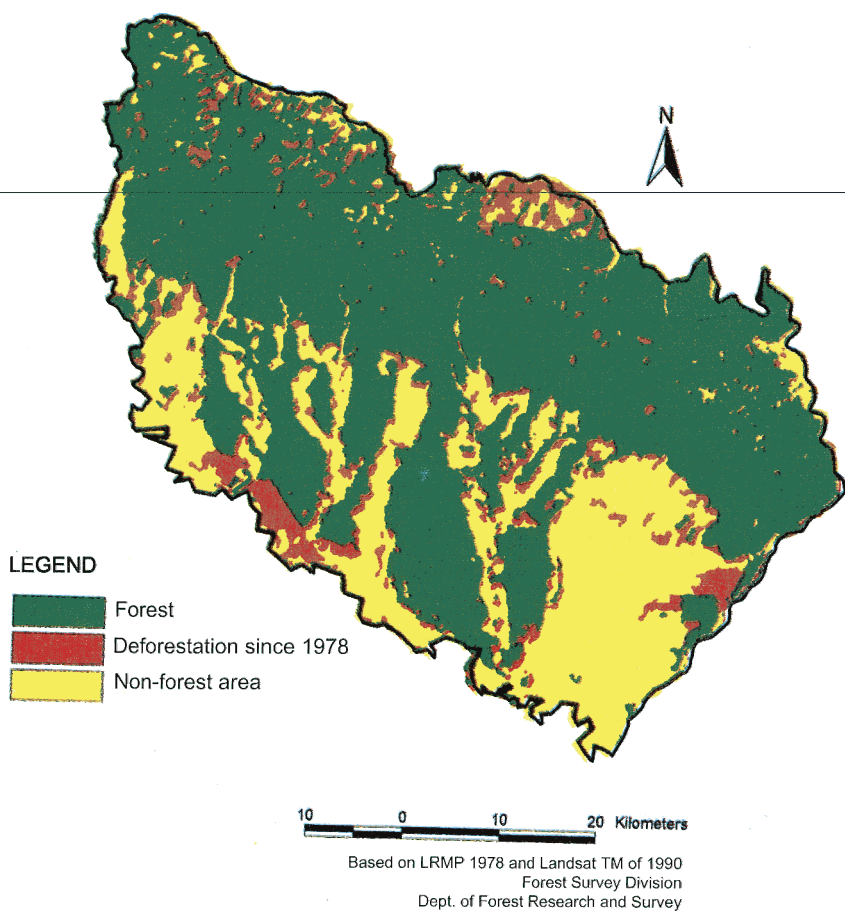 N
LEGEND
Forest
Deforestation since 1978
Non-forest area
10 0 10 20 Kilometers
Based on LRMP 1978 and Landsat TM of 1990
Forest Survey Division
Dept. of Forest Research and Survey